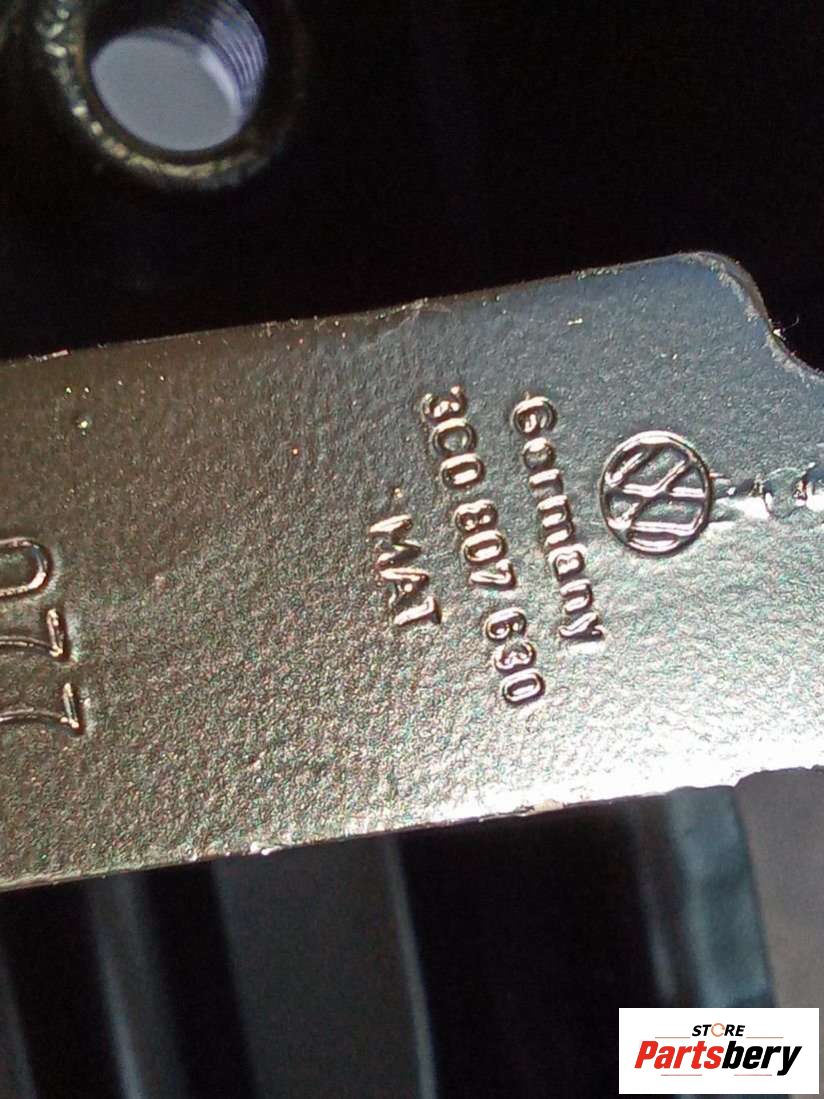 Germany
3C0 807 630
-MAT
STORE
Partsbery